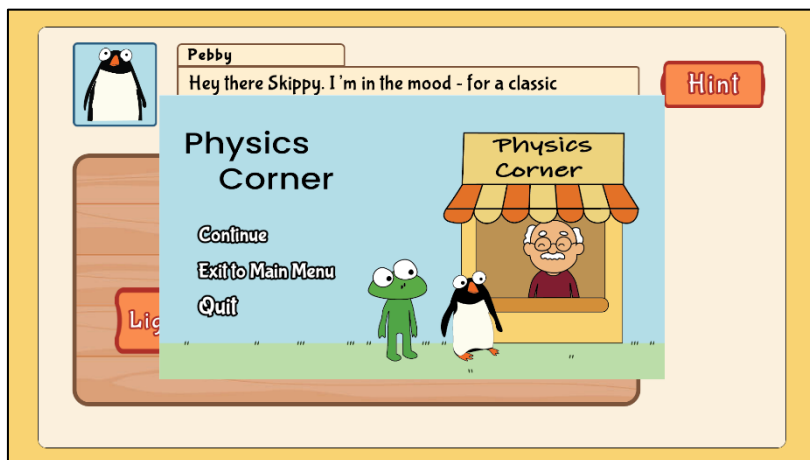 Pebby
Hey there Skippy. I'm in the mood - for a classic
Hint
Physics
Corner
Physics
Corner
Continue
Exit to Main Menu
Quit